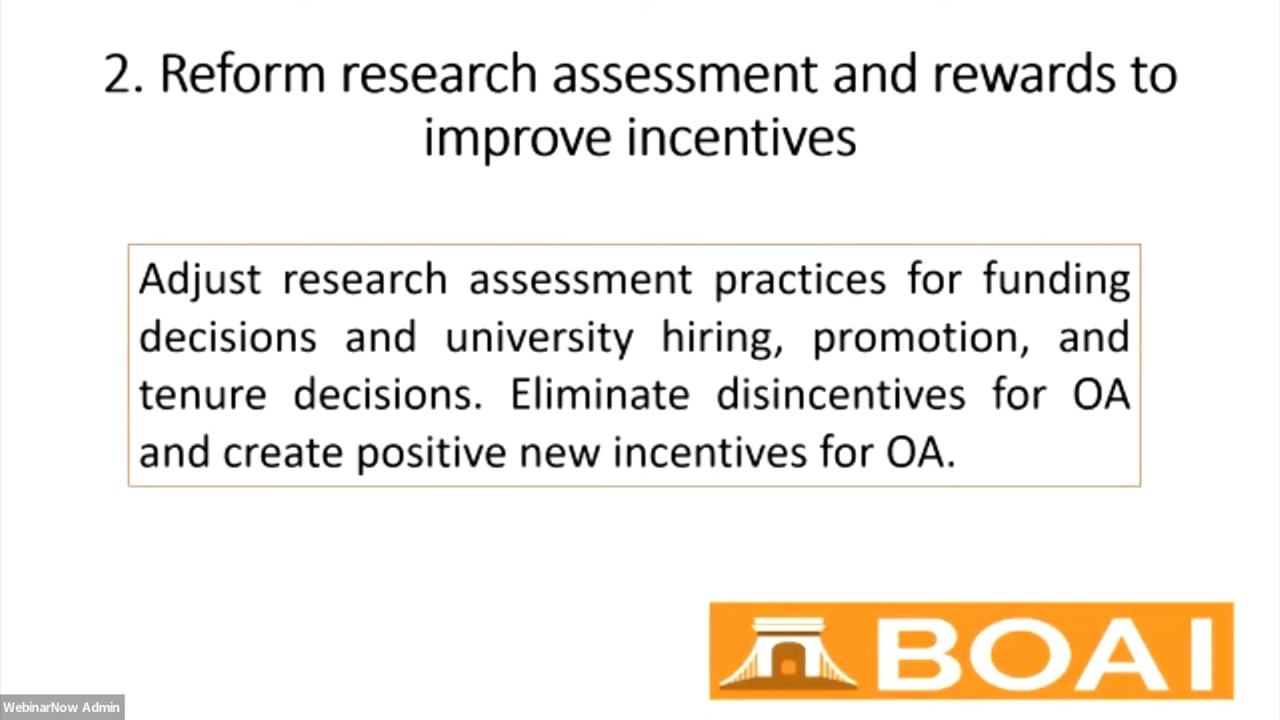 2. Reform research assessment and rewards to
improve incentives
Adjust research assessment practices for funding
decisions and university hiring, promotion, and
tenure decisions. Eliminate disincentives for OA
and create positive new incentives for OA.
BOAI
WebinarNow Admin